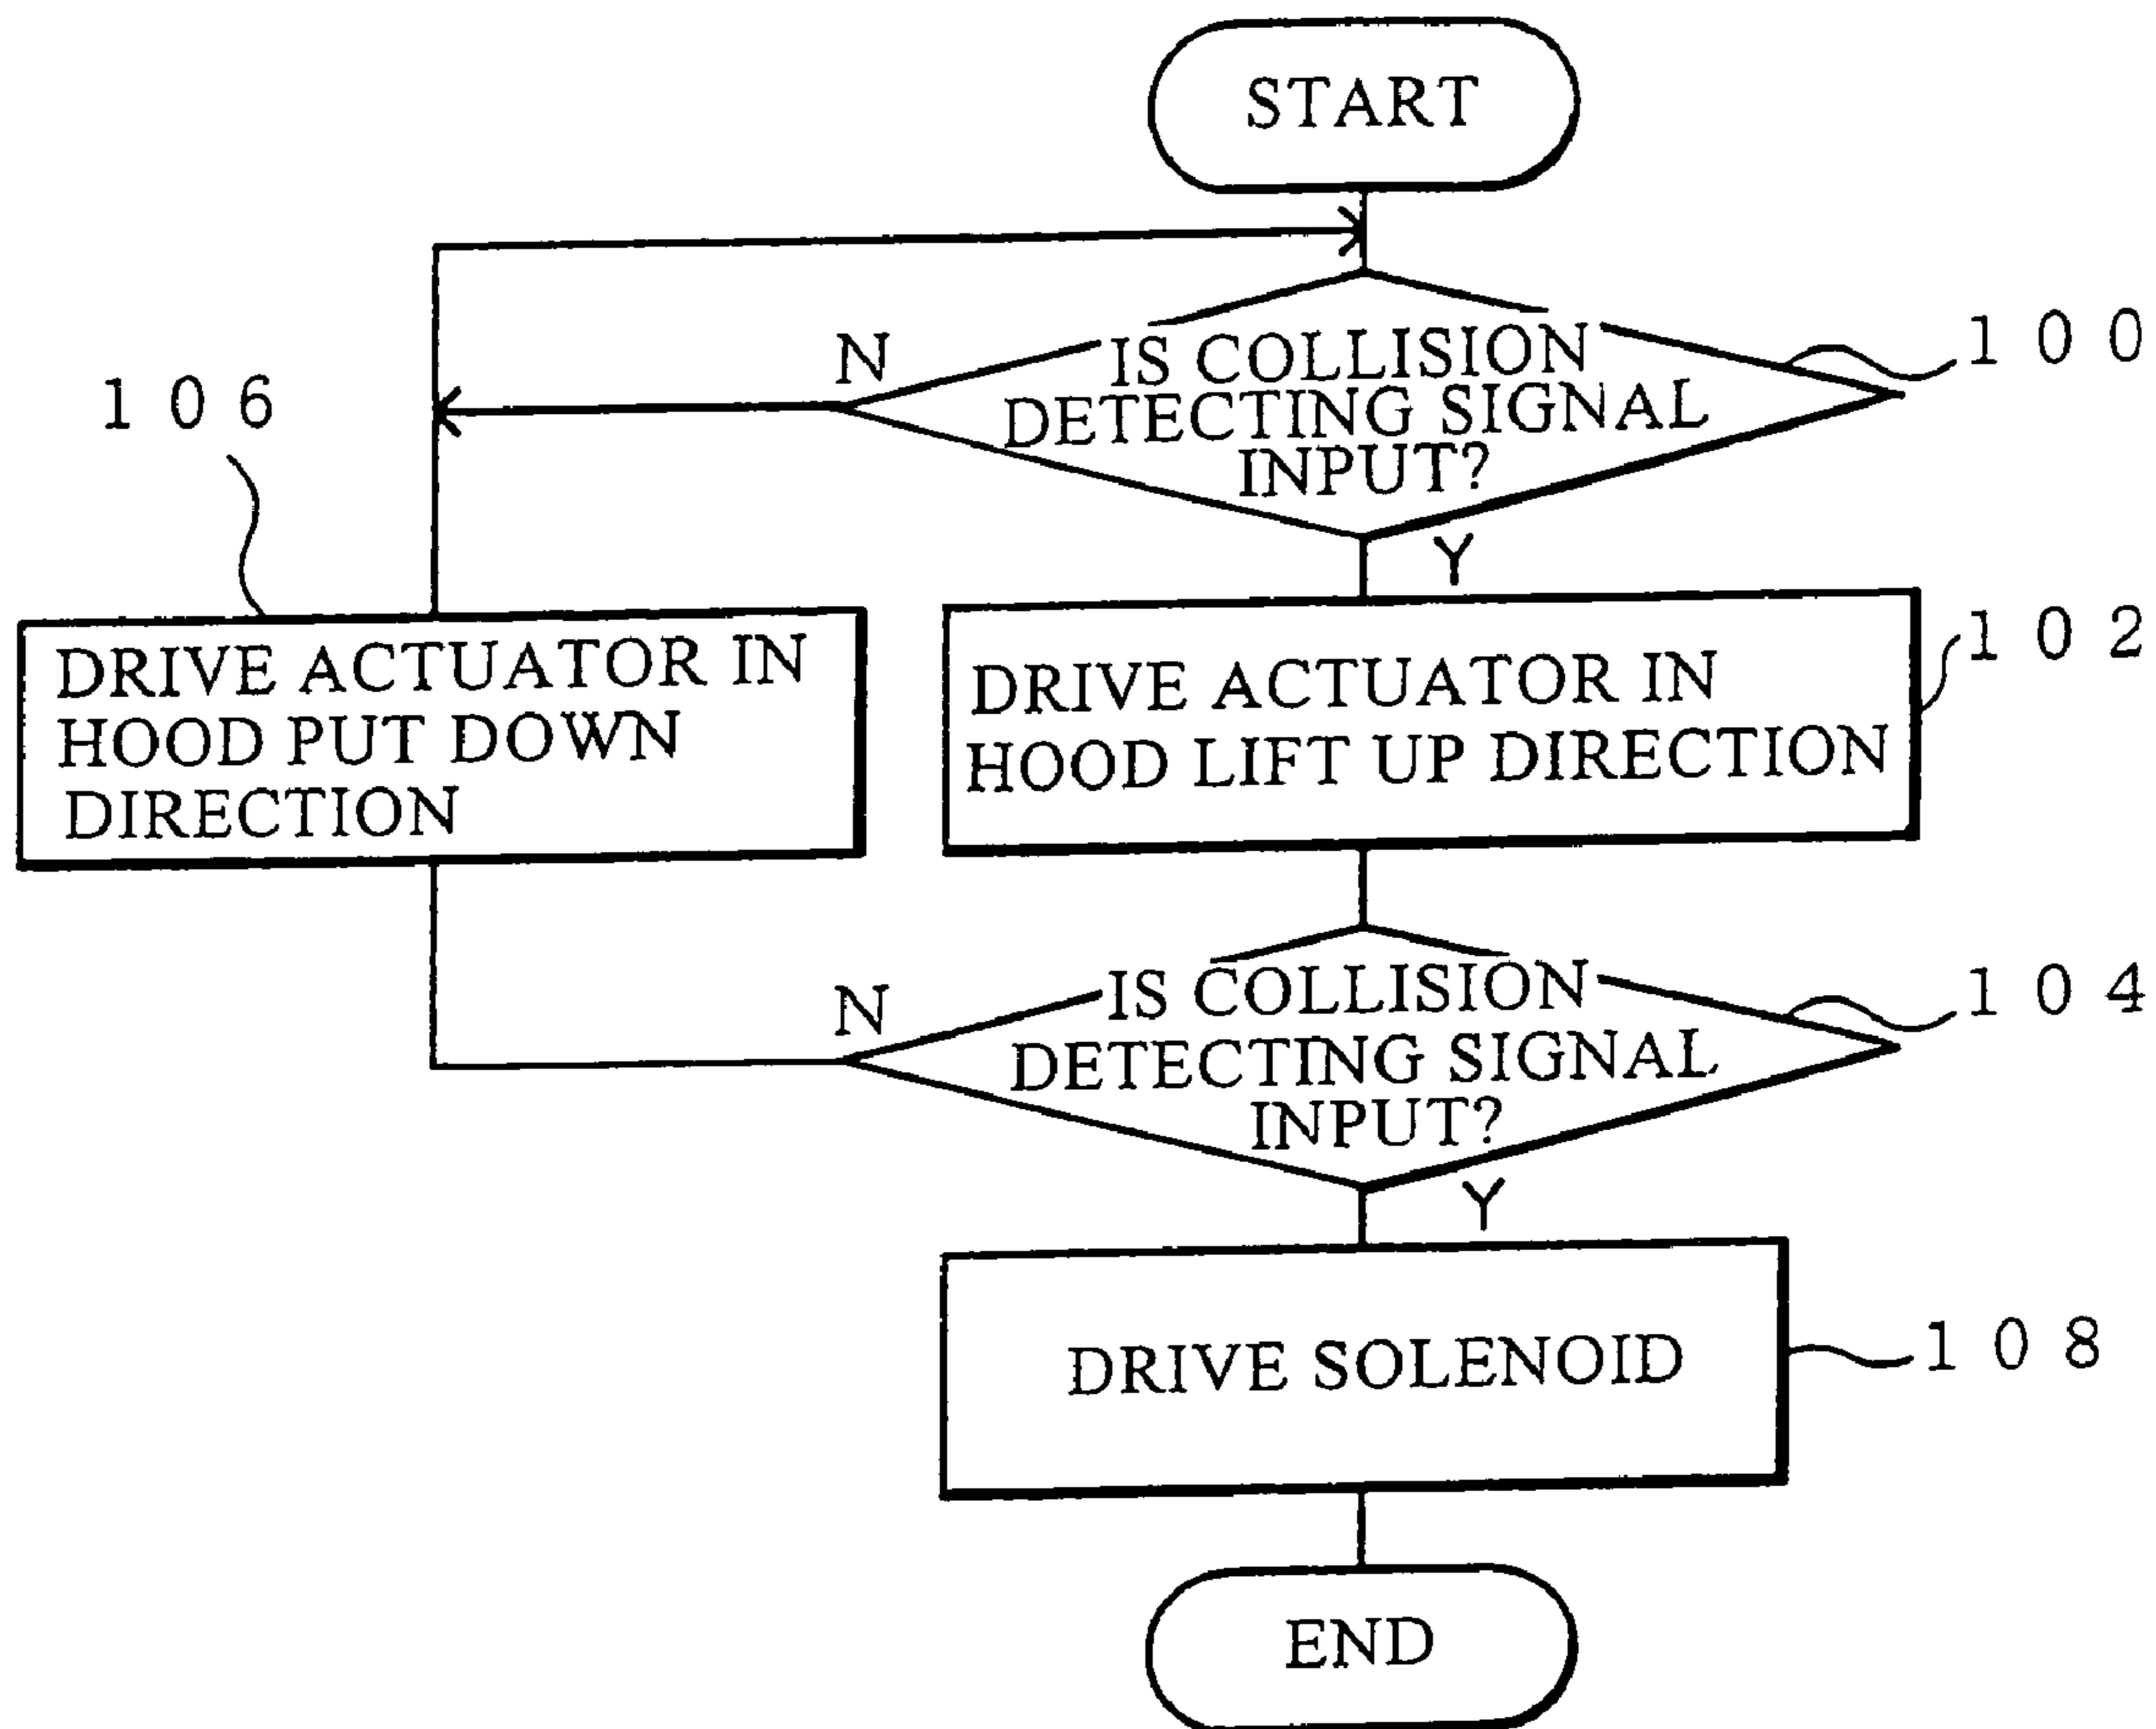 START
N
IS COLLISION
DETECTING SIGNAL
INPUT?
1 0 0
Y
1 0 6
DRIVE ACTUATOR IN
HOOD PUT DOWN
DIRECTION
DRIVE ACTUATOR IN
HOOD LIFT UP DIRECTION
1 0 2
N
IS COLLISION
DETECTING SIGNAL
INPUT?
1 0 4
Y
DRIVE SOLENOID
1 0 8
END